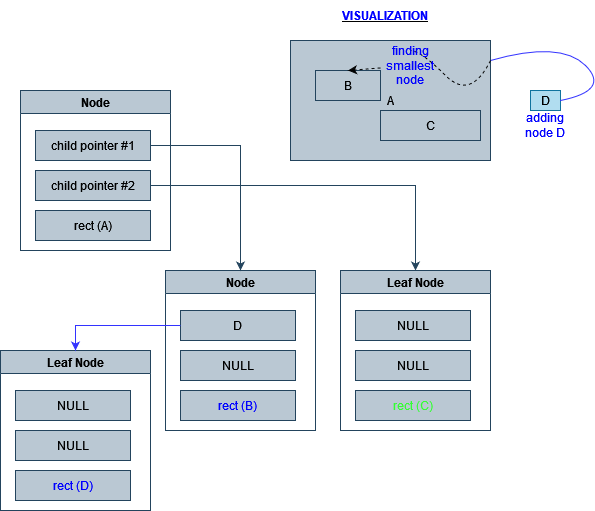 VISUALIZATION
finding
smallest
node
B
A
C
D
adding
node D
Node
child pointer #1
child pointer #2
rect (A)
Node
D
NULL
rect (B)
Leaf Node
NULL
NULL
rect (C)
Leaf Node
NULL
NULL
rect (D)